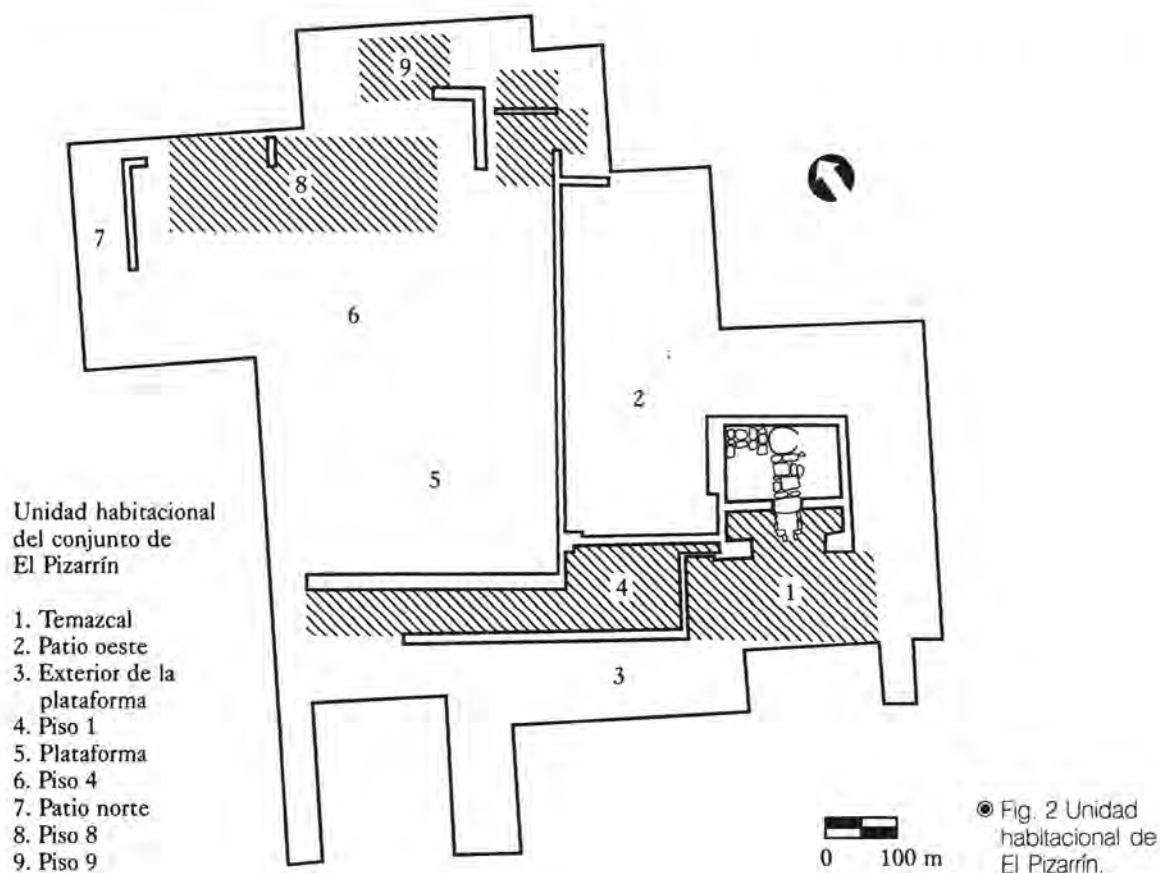 9
8
7
6
2
5
4
1
3
Unidad habitacional
del conjunto de
El Pizarrín
1. Temazcal
2. Patio oeste
3. Exterior de la
plataforma
4. Piso 1
5. Plataforma
6. Piso 4
7. Patio norte
8. Piso 8
9. Piso 9
0 100 m
Fig. 2 Unidad
habitacional de
El Pizarrín.